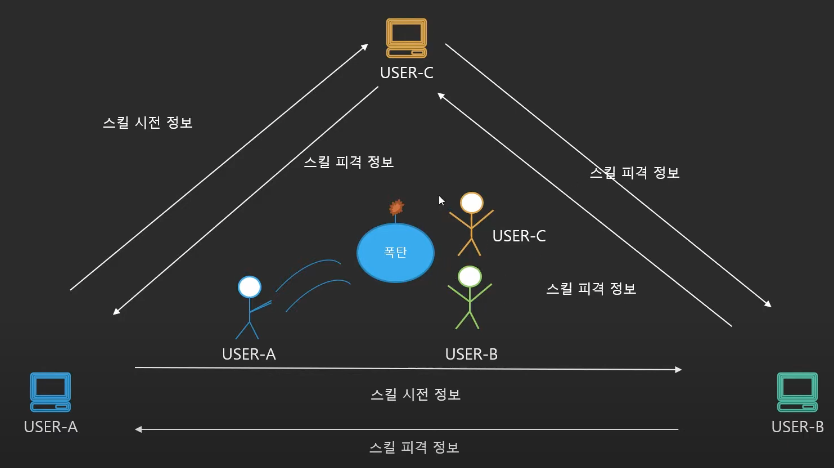 USER-C
스킬 시전 정보
스킬 피격 정보
스킬 피격 정보
USER-C
폭탄
스킬 피격 정보
USER-A
USER-B
스킬 시전 정보
USER-A
USER-B
스킬 피격 정보